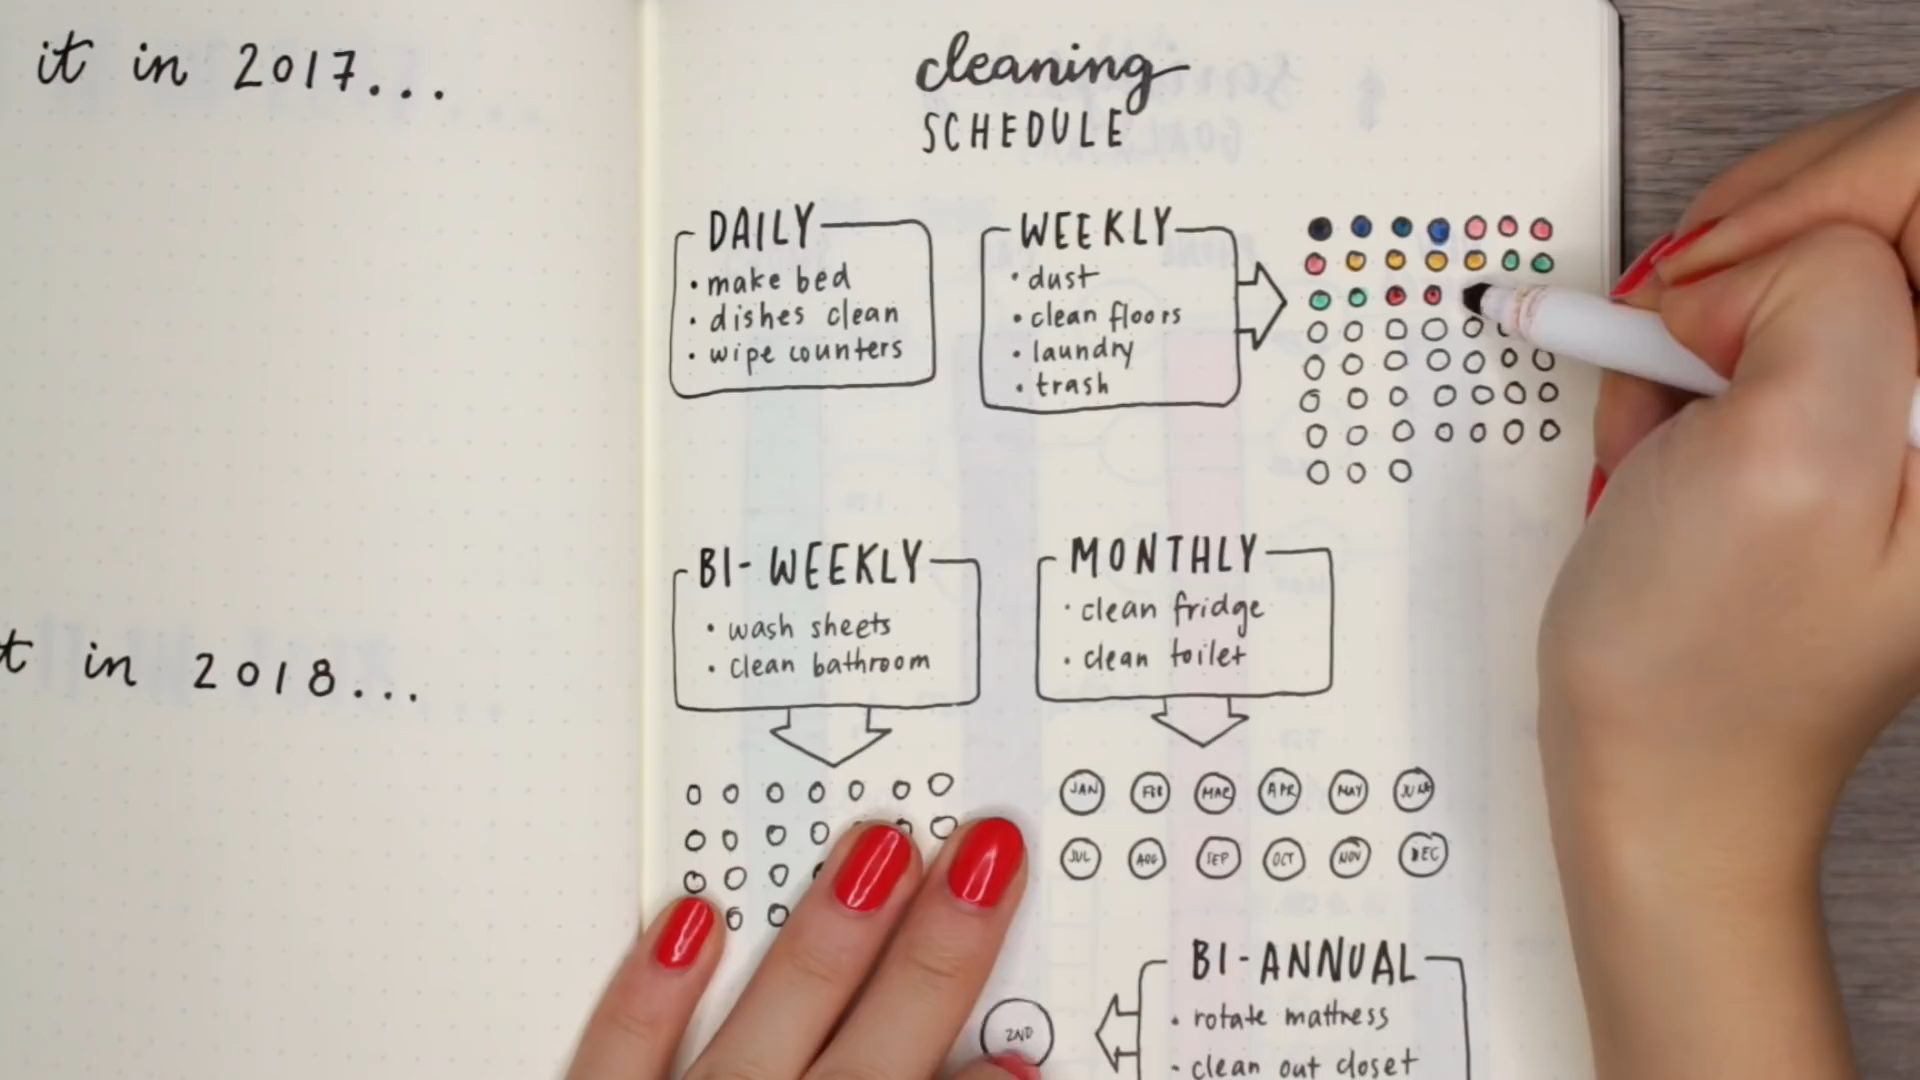 it in 2017...
t in 2018...
cleaning
SCHEDULE
DAILY
• make bed
• dishes clean
• wipe counters
WEEKLY
• dust
• clean floors
• laundry
• trash
BI-WEEKLY
• wash sheets
• clean bathroom
MONTHLY
• clean fridge
• clean toilet
JAN FEB MAR APR MAY JUNE
JUL AUG SEP OCT NOV DEC
2ND
BI-ANNUAL
• rotate mattress
• clean out closet